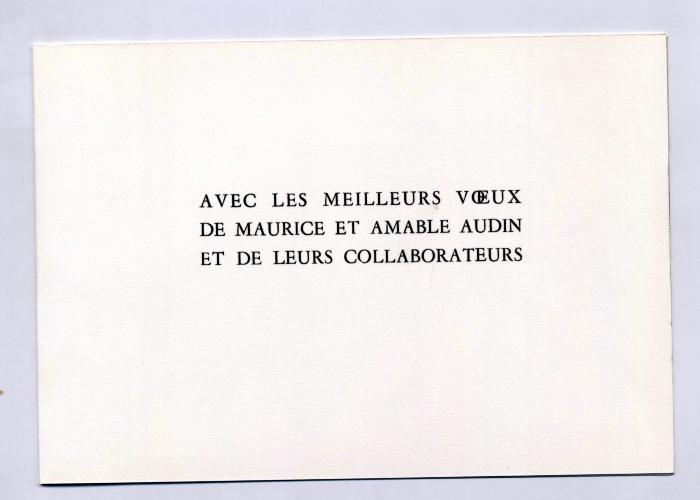 AVEC LES MEILLEURS VŒUX
DE MAURICE ET AMABLE AUDIN
ET DE LEURS COLLABORATEURS